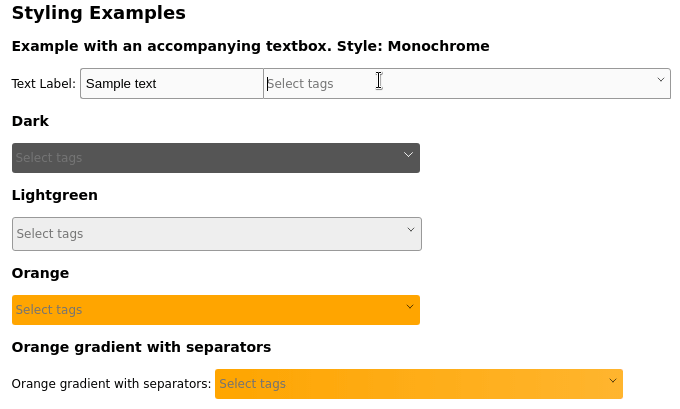 Styling Examples
Example with an accompanying textbox. Style: Monochrome
Text Label: Sample text Select tags
Dark
Select tags
Lightgreen
Select tags
Orange
Select tags
Orange gradient with separators
Orange gradient with separators: Select tags